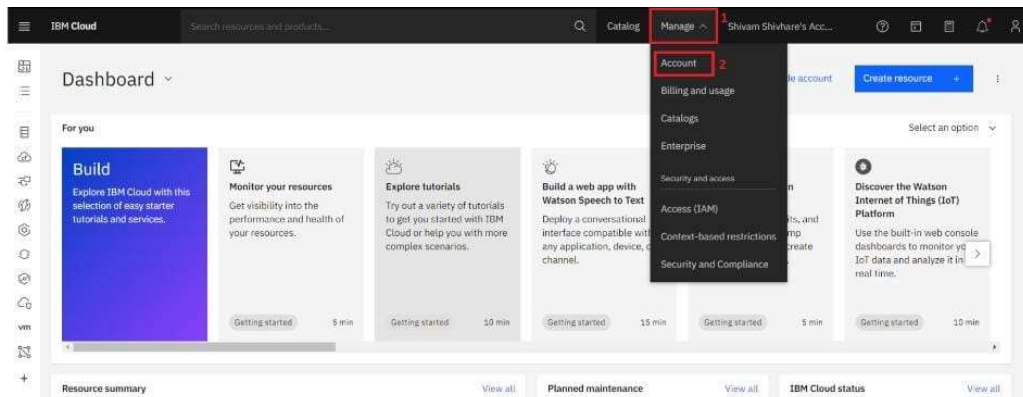 IBM Cloud
Search resources and products...
Catalog
Manage
1
Shivam Shivhare's Acc...
Account
2
Billing and usage
Catalogs
Enterprise
Security and access
Access (IAM)
Context-based restrictions
Security and Compliance
Dashboard
account
Create resource +
For you
Select an option
Build
Explore IBM Cloud with this
selection of easy starter
tutorials and services.
Monitor your resources
Get visibility into the
performance and health of
your resources.
Getting started 5 min
Explore tutorials
Try out a variety of tutorials
to get you started with IBM
Cloud or help you with more
complex scenarios.
Getting started 10 min
Build a web app with
Watson Speech to Text
Deploy a conversational
interface compatible
any application, device,
channel.
Getting started 15 min
Getting started 5 min
Discover the Watson
Internet of Things (IoT)
Platform
Use the built-in web console
dashboards to monitor
IoT data and analyze it in
real time.
Getting started 10 min
vm
Resource summary
View all
Planned maintenance
View all
IBM Cloud status
View all